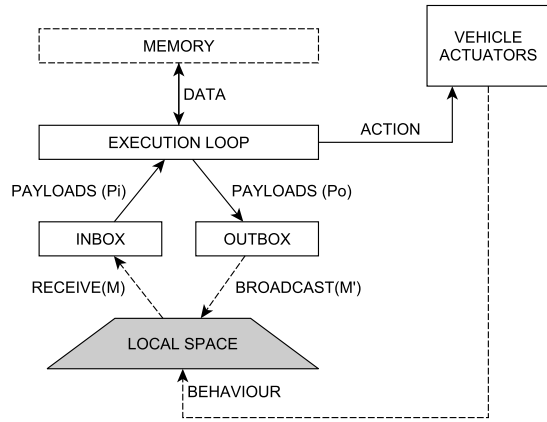 MEMORY
VEHICLE
ACTUATORS
DATA
EXECUTION LOOP
ACTION
PAYLOADS (Pi)
PAYLOADS (Po)
INBOX
OUTBOX
RECEIVE(M)
BROADCAST(M')
LOCAL SPACE
BEHAVIOUR